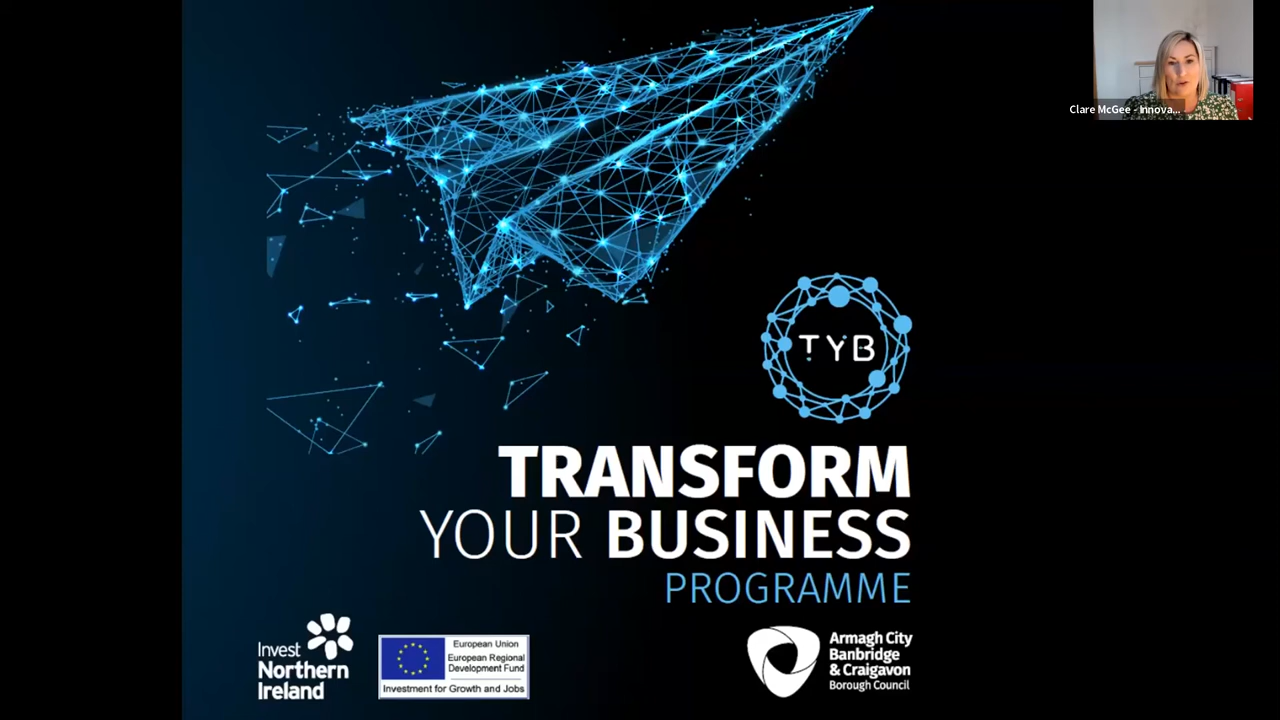 Clare McGee - Innova...
TYB
TRANSFORM
YOUR BUSINESS
PROGRAMME
Invest
Northern
Ireland
European Union
European Regional
Development Fund
Investment for Growth and Jobs
Armagh City
Banbridge
& Craigavon
Borough Council